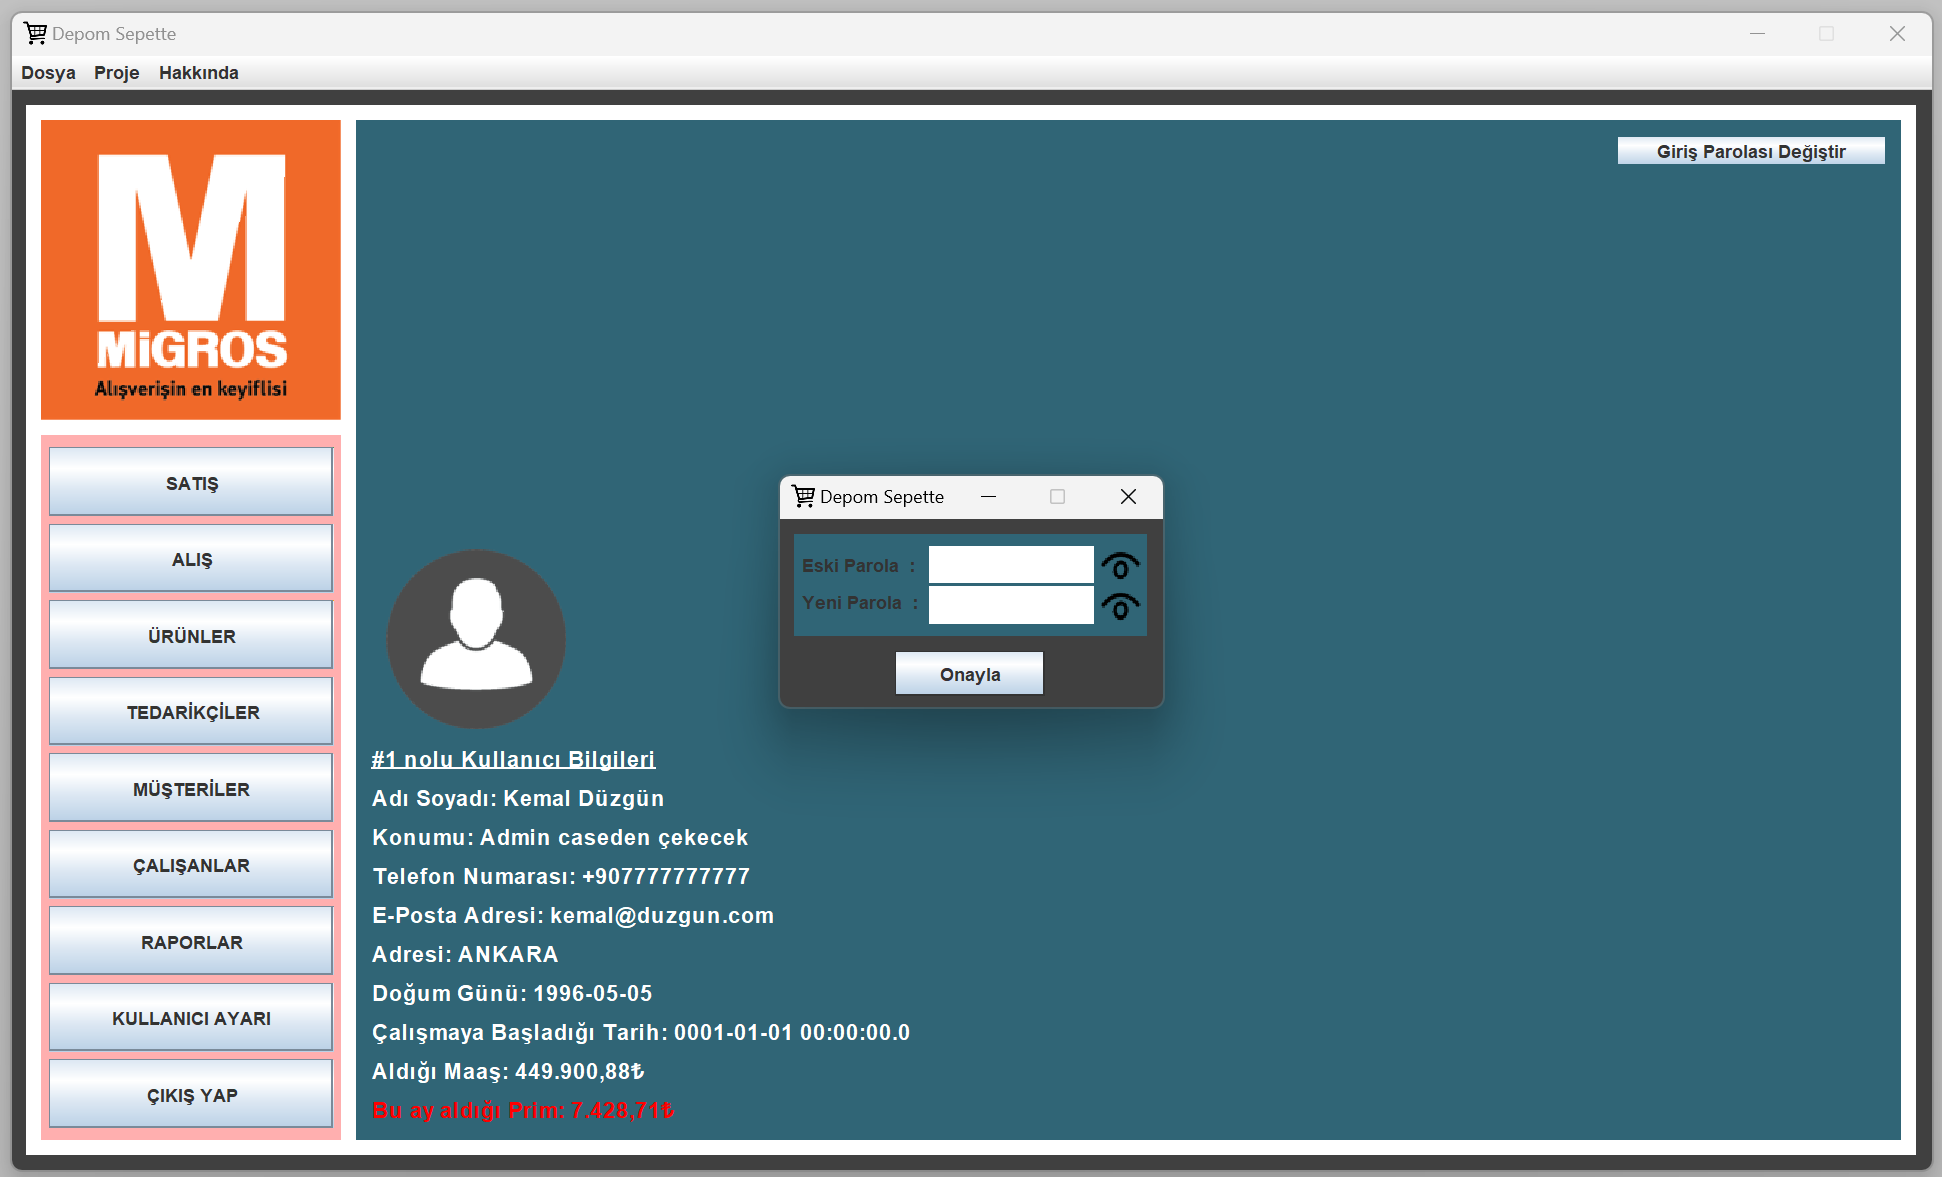 Depom Sepette
Dosya Proje Hakkında
M
MiGROS
Alışverişin en keyiflisi
Giriş Parolası Değiştir
SATIŞ
ALIŞ
ÜRÜNLER
TEDARİKÇİLER
MÜŞTERİLER
ÇALIŞANLAR
RAPORLAR
KULLANICI AYARI
ÇIKIŞ YAP
Depom Sepette
Eski Parola :
Yeni Parola :
Onayla
#1 nolu Kullanıcı Bilgileri
Adı Soyadı: Kemal Düzgün
Konumu: Admin caseden çekecek
Telefon Numarası: +907777777777
E-Posta Adresi: kemal@duzgun.com
Adresi: ANKARA
Doğum Günü: 1996-05-05
Çalışmaya Başladığı Tarih: 0001-01-01 00:00:00.0
Aldığı Maaş: 449.900,88₺
Bu ay aldığı Prim: 7.428,71₺